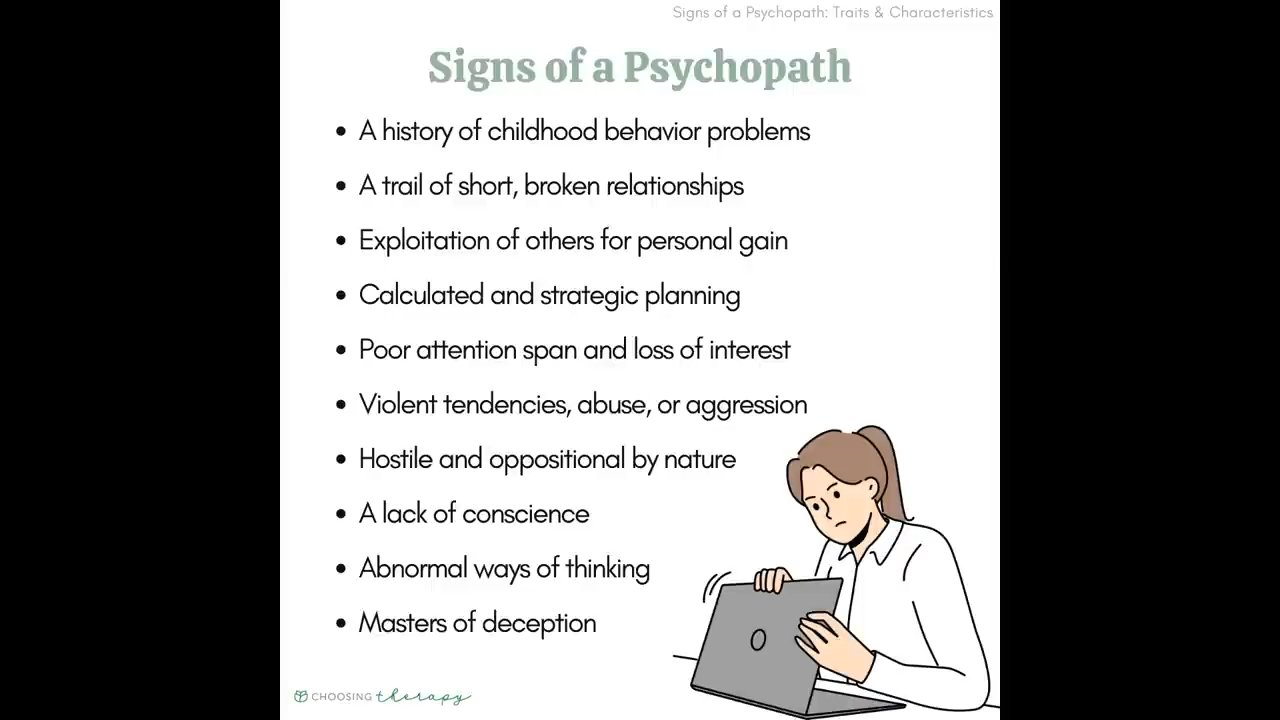 Signs of a Psychopath: Traits & Characteristics
Signs of a Psychopath
• A history of childhood behavior problems
• A trail of short, broken relationships
• Exploitation of others for personal gain
• Calculated and strategic planning
• Poor attention span and loss of interest
• Violent tendencies, abuse, or aggression
• Hostile and oppositional by nature
• A lack of conscience
• Abnormal ways of thinking
• Masters of deception
CHOOSING therapy